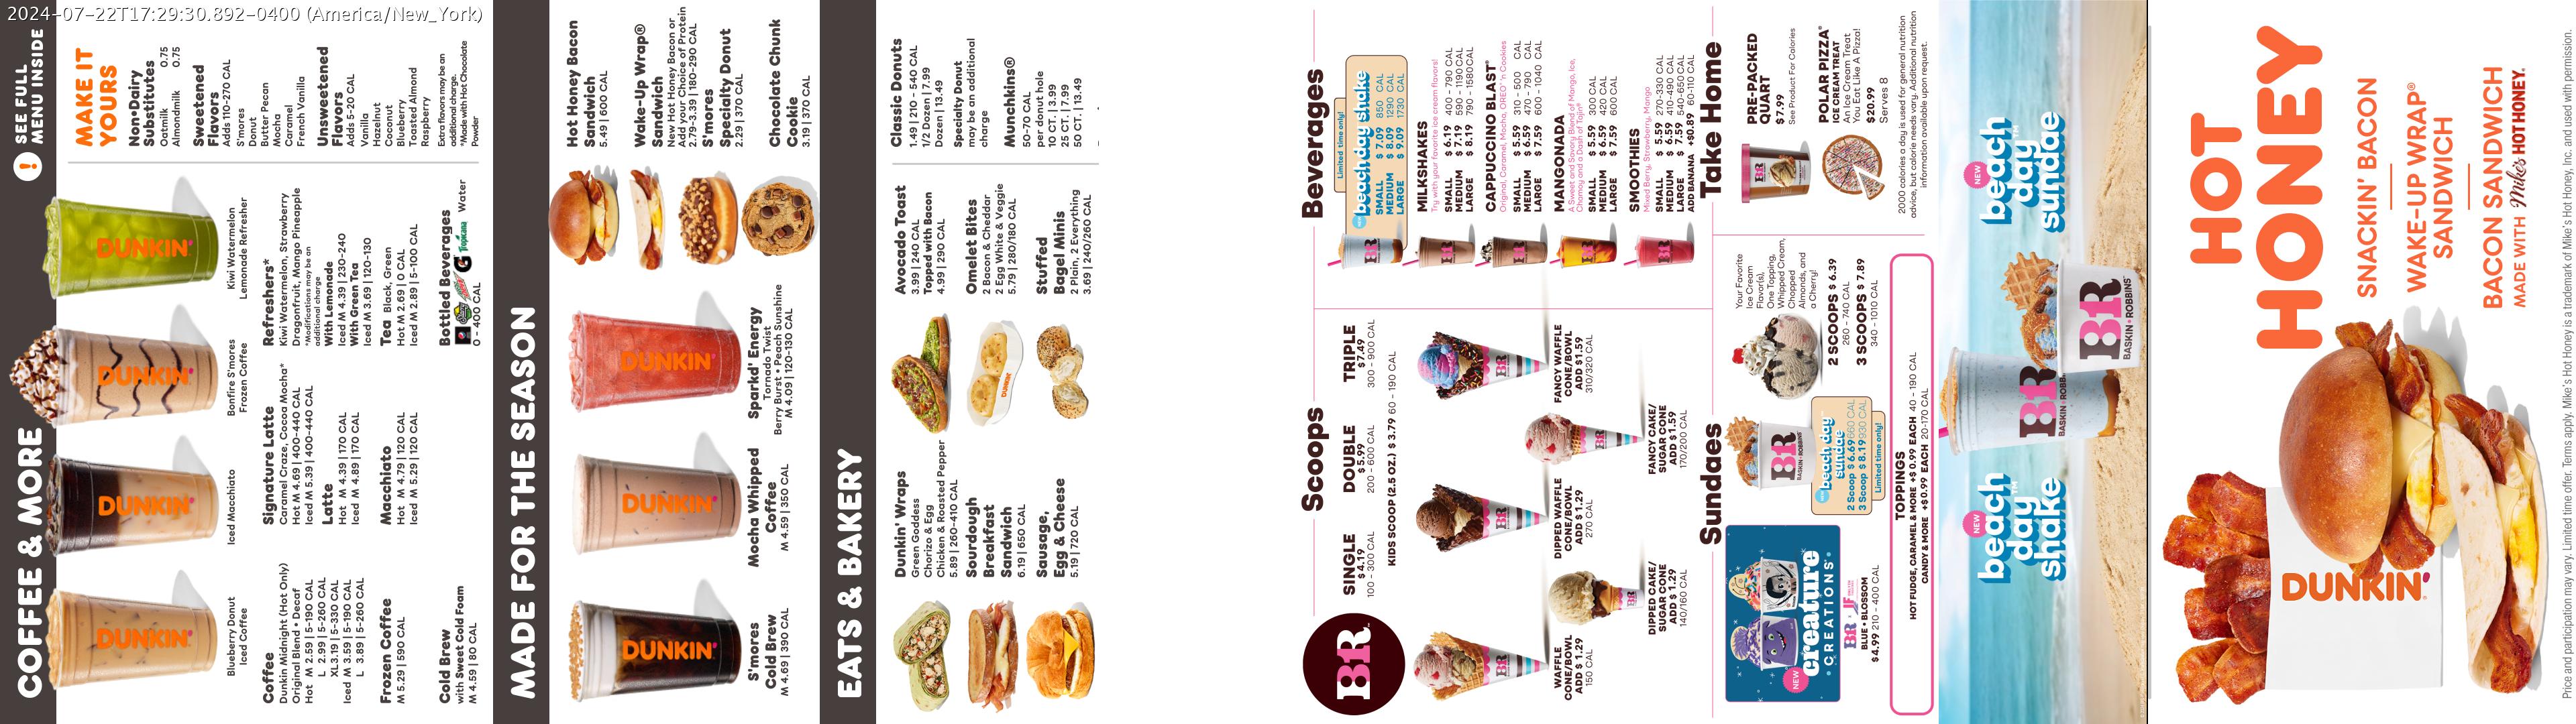 2024-07-22T17:29:30.892-0400 (America/New_York)
COFFEE & MORE
! SEE FULL
MENU INSIDE
DUNKIN'
DUNKIN'
DUNKIN'
DUNKIN'
Blueberry Donut
Iced Coffee
Iced Macchiato
Bonfire S'mores
Frozen Coffee
Kiwi Watermelon
Lemonade Refresher
Coffee
Dunkin Midnight (Hot Only)
Original Blend • Decaf
Hot M 2.59 | 5-190 CAL
L 2.99 | 5-260 CAL
XL 3.19 | 5-330 CAL
Iced M 3.59 | 5-190 CAL
L 3.89 | 5-260 CAL
Frozen Coffee
M 5.29 | 590 CAL
Cold Brew
with Sweet Cold Foam
M 4.59 | 80 CAL
Signature Latte
Caramel Craze, Cocoa Mocha*
Hot M 4.69 | 400-440 CAL
Iced M 5.39 | 400-440 CAL
Latte
Hot M 4.39 | 170 CAL
Iced M 4.89 | 170 CAL
Macchiato
Hot M 4.79 | 120 CAL
Iced M 5.29 | 120 CAL
Refreshers*
Kiwi Watermelon, Strawberry
Dragonfruit, Mango Pineapple
*Modifications may be an
additional charge
With Lemonade
Iced M 4.39 | 230-240
With Green Tea
Iced M 3.69 | 120-130
Tea Black, Green
Hot M 2.69 | 0 CAL
Iced M 2.89 | 5-100 CAL
Bottled Beverages
G Tropicana Water
0 - 400 CAL
MAKE IT
YOURS
Non-Dairy
Substitutes
Oatmilk 0.75
Almondmilk 0.75
Sweetened
Flavors
Adds 110-270 CAL
S'mores
Donut
Butter Pecan
Mocha
Caramel
French Vanilla
Unsweetened
Flavors
Adds 5-20 CAL
Vanilla
Hazelnut
Coconut
Blueberry
Toasted Almond
Raspberry
Extra flavors may be an
additional charge.
*Made with Hot Chocolate
Powder
MADE FOR THE SEASON
DUNKIN'
DUNKIN'
DUNKIN'
S'mores
Cold Brew
M 4.69 | 390 CAL
Mocha Whipped
Coffee
M 4.59 | 350 CAL
Sparkd' Energy
Tornado Twist
Berry Burst • Peach Sunshine
M 4.09 | 120-130 CAL
Hot Honey Bacon
Sandwich
5.49 | 600 CAL
Wake-Up Wrap®
Sandwich
New Hot Honey Bacon or
Add your Choice of Protein
2.79-3.39 | 180-290 CAL
S'mores
Specialty Donut
2.29 | 370 CAL
Chocolate Chunk
Cookie
3.19 | 370 CAL
EATS & BAKERY
Dunkin' Wraps
Green Goddess
Chorizo & Egg
Chicken & Roasted Pepper
5.89 | 260-410 CAL
Sourdough
Breakfast
Sandwich
6.19 | 650 CAL
Sausage,
Egg & Cheese
5.19 | 720 CAL
DUNKIN'
Avocado Toast
3.99 | 240 CAL
Topped with Bacon
4.99 | 290 CAL
Omelet Bites
2 Bacon & Cheddar
2 Egg White & Veggie
5.79 | 280/180 CAL
Stuffed
Bagel Minis
2 Plain, 2 Everything
3.69 | 240/260 CAL
Classic Donuts
1.49 | 210 - 540 CAL
1/2 Dozen | 7.99
Dozen | 13.49
Specialty Donut
may be an additional
charge
Munchkins®
50-70 CAL
per donut hole
10 CT. | 3.99
25 CT. | 7.99
50 CT. | 13.49
BR
Scoops
SINGLE
$4.19
100 - 300 CAL
DOUBLE
$5.99
200 - 600 CAL
TRIPLE
$7.49
300 - 900 CAL
KIDS SCOOP (2.5 OZ.) $ 3.79 60 - 190 CAL
WAFFLE
CONE/BOWL
ADD $ 1.29
150 CAL
DIPPED CAKE/
SUGAR CONE
ADD $ 1.29
140/160 CAL
DIPPED WAFFLE
CONE/BOWL
ADD $ 1.29
270 CAL
FANCY CAKE/
SUGAR CONE
ADD $1.59
170/200 CAL
FANCY WAFFLE
CONE/BOWL
ADD $1.59
310/320 CAL
Beverages
Limited time only!
beach day shake
SMALL $ 7.09 850 CAL
MEDIUM $ 8.09 1290 CAL
LARGE $ 9.09 1730 CAL
MILKSHAKES
Try with your favorite ice cream flavors!
SMALL $ 6.19 400 - 790 CAL
MEDIUM $ 7.19 590 - 1190 CAL
LARGE $ 8.19 790 - 1580 CAL
CAPPUCCINO BLAST®
Original, Caramel, Mocha, OREO® 'n Cookies
SMALL $ 5.59 310 - 500 CAL
MEDIUM $ 6.59 470 - 790 CAL
LARGE $ 7.59 600 - 1040 CAL
MANGONADA
A Sweet and Savory Blend of Mango, Ice,
Chamoy and a Dash of Tajín®
SMALL $ 5.59 300 CAL
MEDIUM $ 6.59 420 CAL
LARGE $ 7.59 600 CAL
SMOOTHIES
Mixed Berry, Strawberry, Mango
SMALL $ 5.59 270-330 CAL
MEDIUM $ 6.59 410-490 CAL
LARGE $ 7.59 540-650 CAL
ADD BANANA +$0.89 60-110 CAL
Sundaes
NEW
creature
CREATIONS®
BR
BLUE • BLOSSOM
$4.99 210 - 400 CAL
BR
BASKIN-ROBBINS
beach day
sundae
2 Scoop $ 6.69 660 CAL
3 Scoop $ 8.19 930 CAL
Limited time only!
Your Favorite
Ice Cream
Flavor(s),
One Topping,
Whipped Cream,
Chopped
Almonds, and
a Cherry!
2 SCOOPS $ 6.39
260 - 740 CAL
3 SCOOPS $ 7.89
340 - 1010 CAL
TOPPINGS
HOT FUDGE, CARAMEL & MORE +$ 0.99 EACH 40 - 190 CAL
CANDY & MORE +$0.99 EACH 20-170 CAL
Take Home
PRE-PACKED
QUART
$7.99
See Product For Calories
POLAR PIZZA®
ICE CREAM TREAT
An Ice Cream Treat
You Eat Like A Pizza!
$20.99
Serves 8
2000 calories a day is used for general nutrition
advice, but calorie needs vary. Additional nutrition
information available upon request.
NEW
beach
day™
shake
BR
BASKIN-ROBB
BR
BASKIN-ROBBINS
NEW
beach
day™
sundae
DUNKIN'
HOT
HONEY
SNACKIN' BACON
WAKE-UP WRAP®
SANDWICH
BACON SANDWICH
MADE WITH Mike's HOT HONEY.
Price and participation may vary. Limited time offer. Terms apply. Mike's Hot Honey is a trademark of Mike's Hot Honey, Inc. and used with permission.